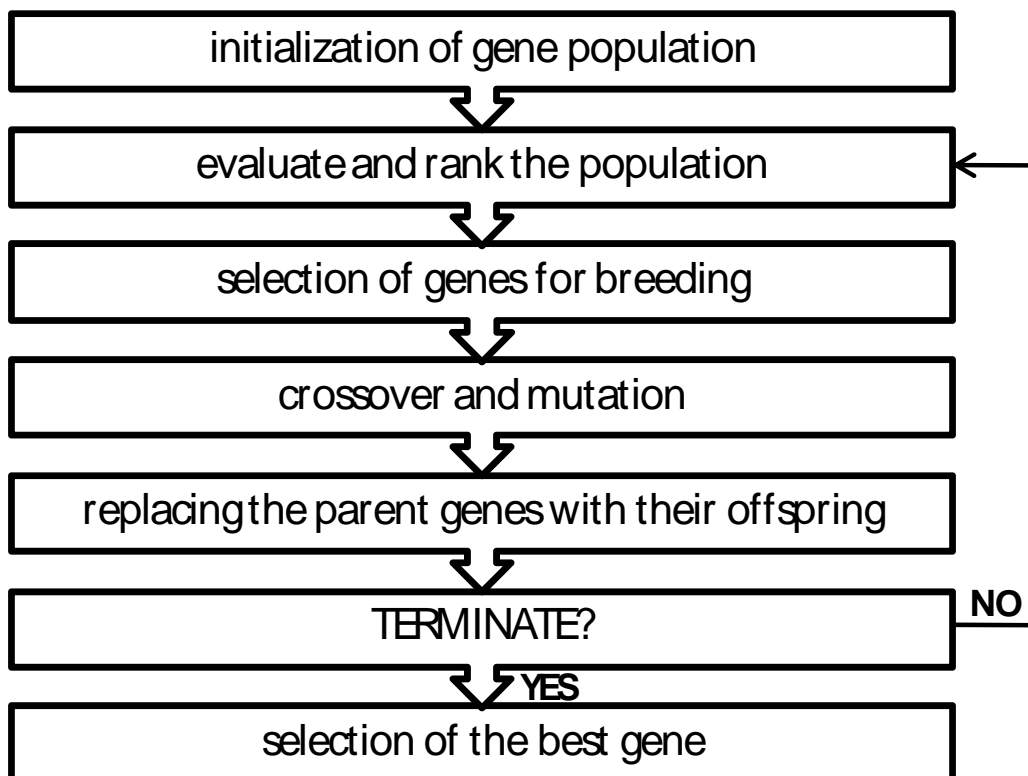 initialization of gene population
evaluate and rank the population
selection of genes for breeding
crossover and mutation
replacing the parent genes with their offspring
TERMINATE?
NO
YES
selection of the best gene